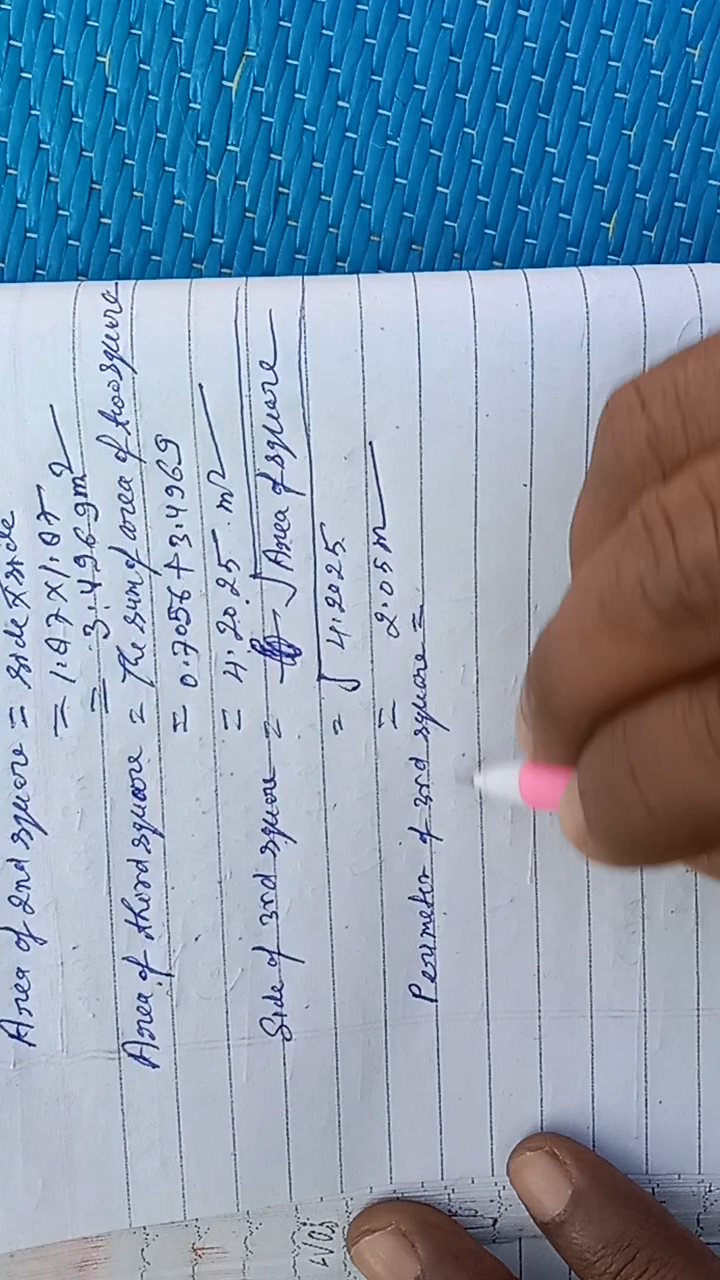 Area of 2nd square = side x side
= 1.87 x 1.87
= 3.4969 m2
Area of third square = The sum of area of two square
= 0.7056 + 3.4969
= 4.2025 m2
Side of 3rd square = √Area of square
= √4.2025
= 2.05 m
Perimeter of 3rd square =